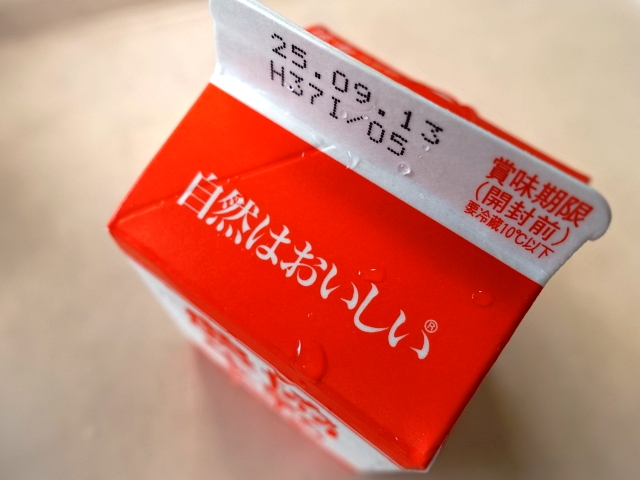 25.09.13
H371/05
賞味期限
(開封前)
要冷蔵10℃以下
自然はおいしい®